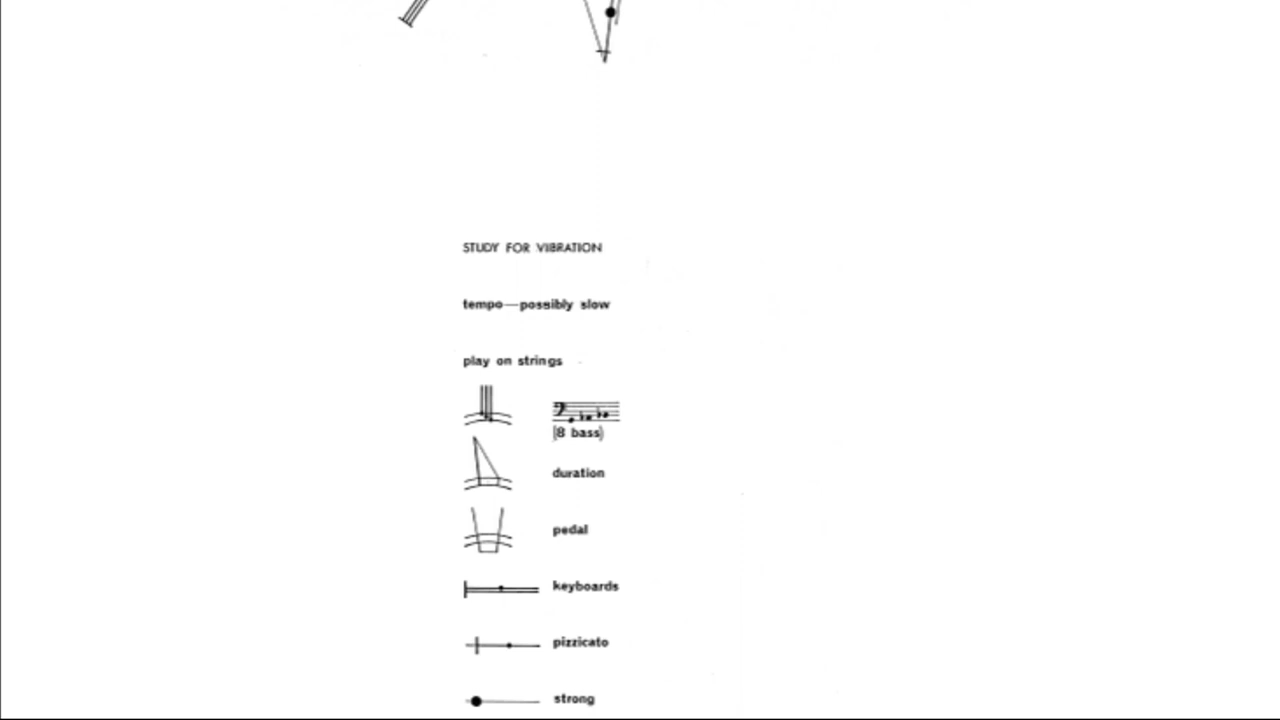 STUDY FOR VIBRATION
tempo—possibly slow
play on strings
(8 bass)
duration
pedal
keyboards
pizzicato
strong